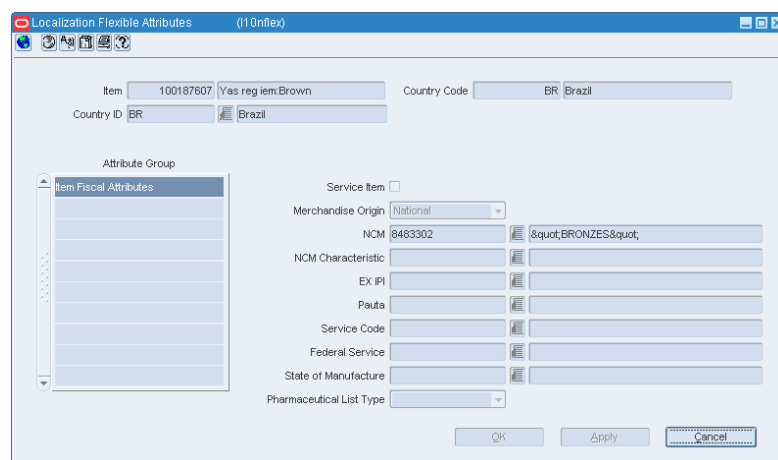 Localization Flexible Attributes (l10nflex)
Item 100187607 Yas reg iem:Brown Country Code BR Brazil
Country ID BR Brazil
Attribute Group
Item Fiscal Attributes
Service Item
Merchandise Origin National
NCM 8483302 &quot;BRONZES&quot;
NCM Characteristic
EX IPI
Pauta
Service Code
Federal Service
State of Manufacture
Pharmaceutical List Type
OK Apply Cancel